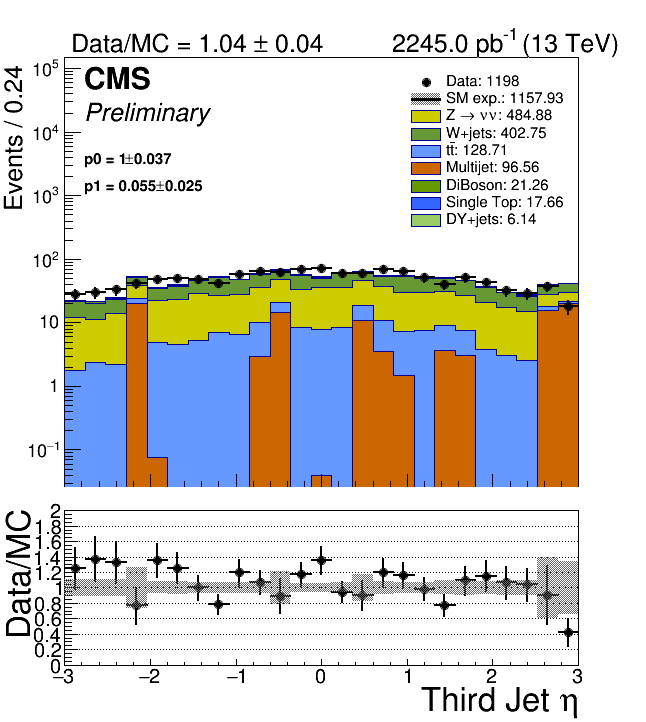 Data/MC = 1.04 ± 0.04
2245.0 pb⁻¹ (13 TeV)
Events / 0.24
10⁵
10⁴
10³
10²
10
1
10⁻¹
CMS
Preliminary
p0 = 1±0.037
p1 = 0.055±0.025
Data: 1198
SM exp.: 1157.93
Z → νν: 484.88
W+jets: 402.75
tt̄: 128.71
Multijet: 96.56
DiBoson: 21.26
Single Top: 17.66
DY+jets: 6.14
Data/MC
2
1.8
1.6
1.4
1.2
1
0.8
0.6
0.4
0.2
0
−3 −2 −1 0 1 2 3
Third Jet η